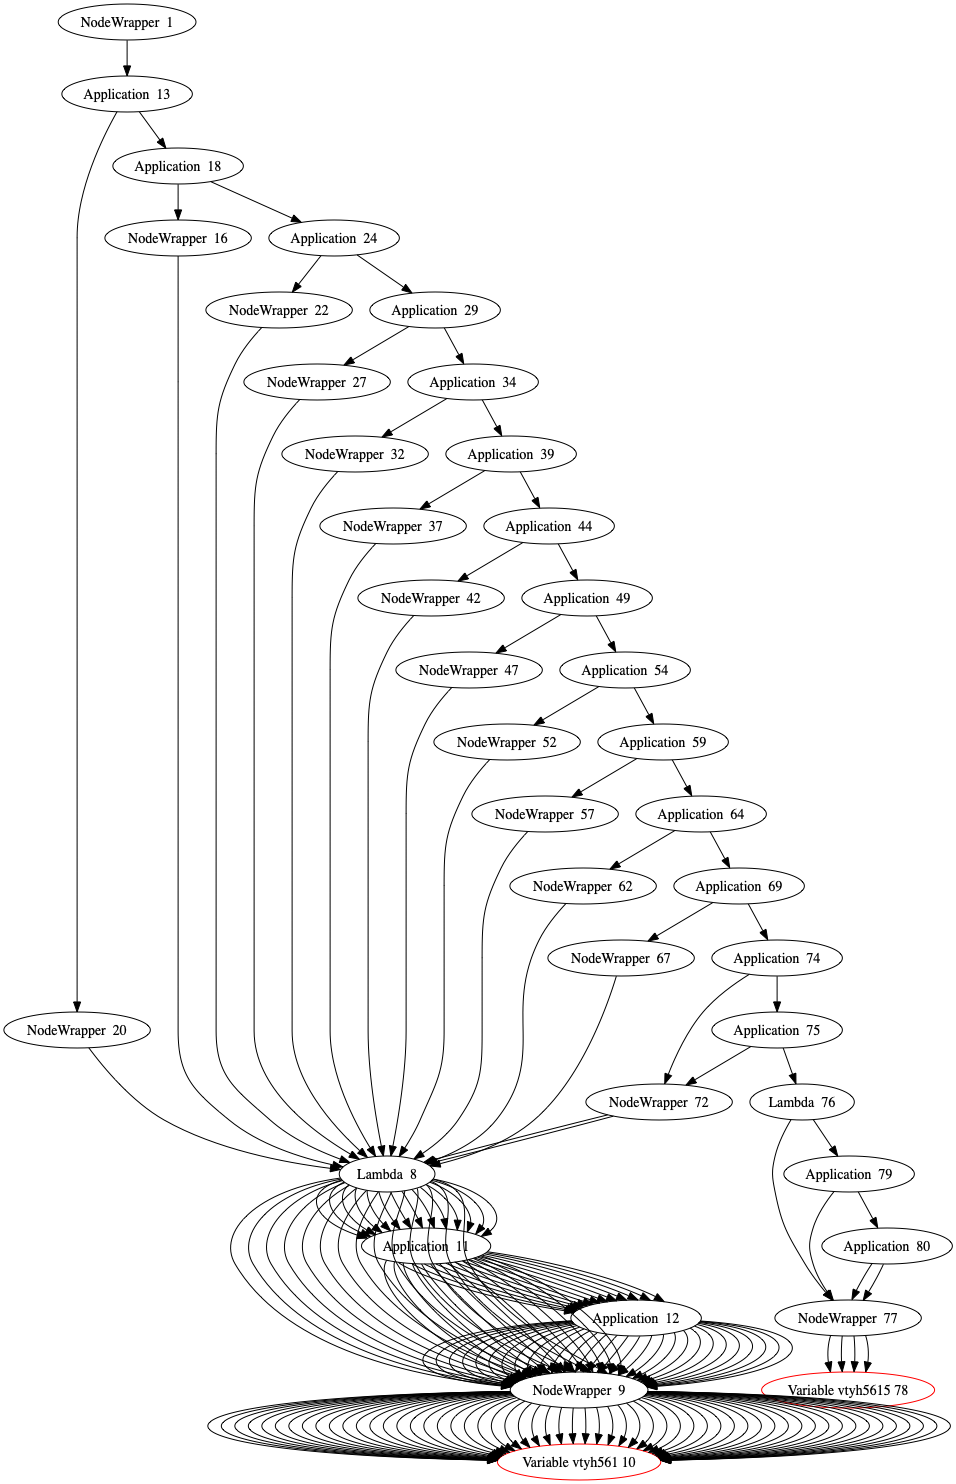 NodeWrapper  1
Application  13
Application  18
NodeWrapper  16
Application  24
NodeWrapper  22
Application  29
NodeWrapper  27
Application  34
NodeWrapper  32
Application  39
NodeWrapper  37
Application  44
NodeWrapper  42
Application  49
NodeWrapper  47
Application  54
NodeWrapper  52
Application  59
NodeWrapper  57
Application  64
NodeWrapper  62
Application  69
NodeWrapper  67
Application  74
NodeWrapper  20
Application  75
NodeWrapper  72
Lambda  76
Lambda  8
Application  79
Application  11
Application  80
Application  12
NodeWrapper  77
NodeWrapper  9
Variable vtyh5615 78
Variable vtyh561 10